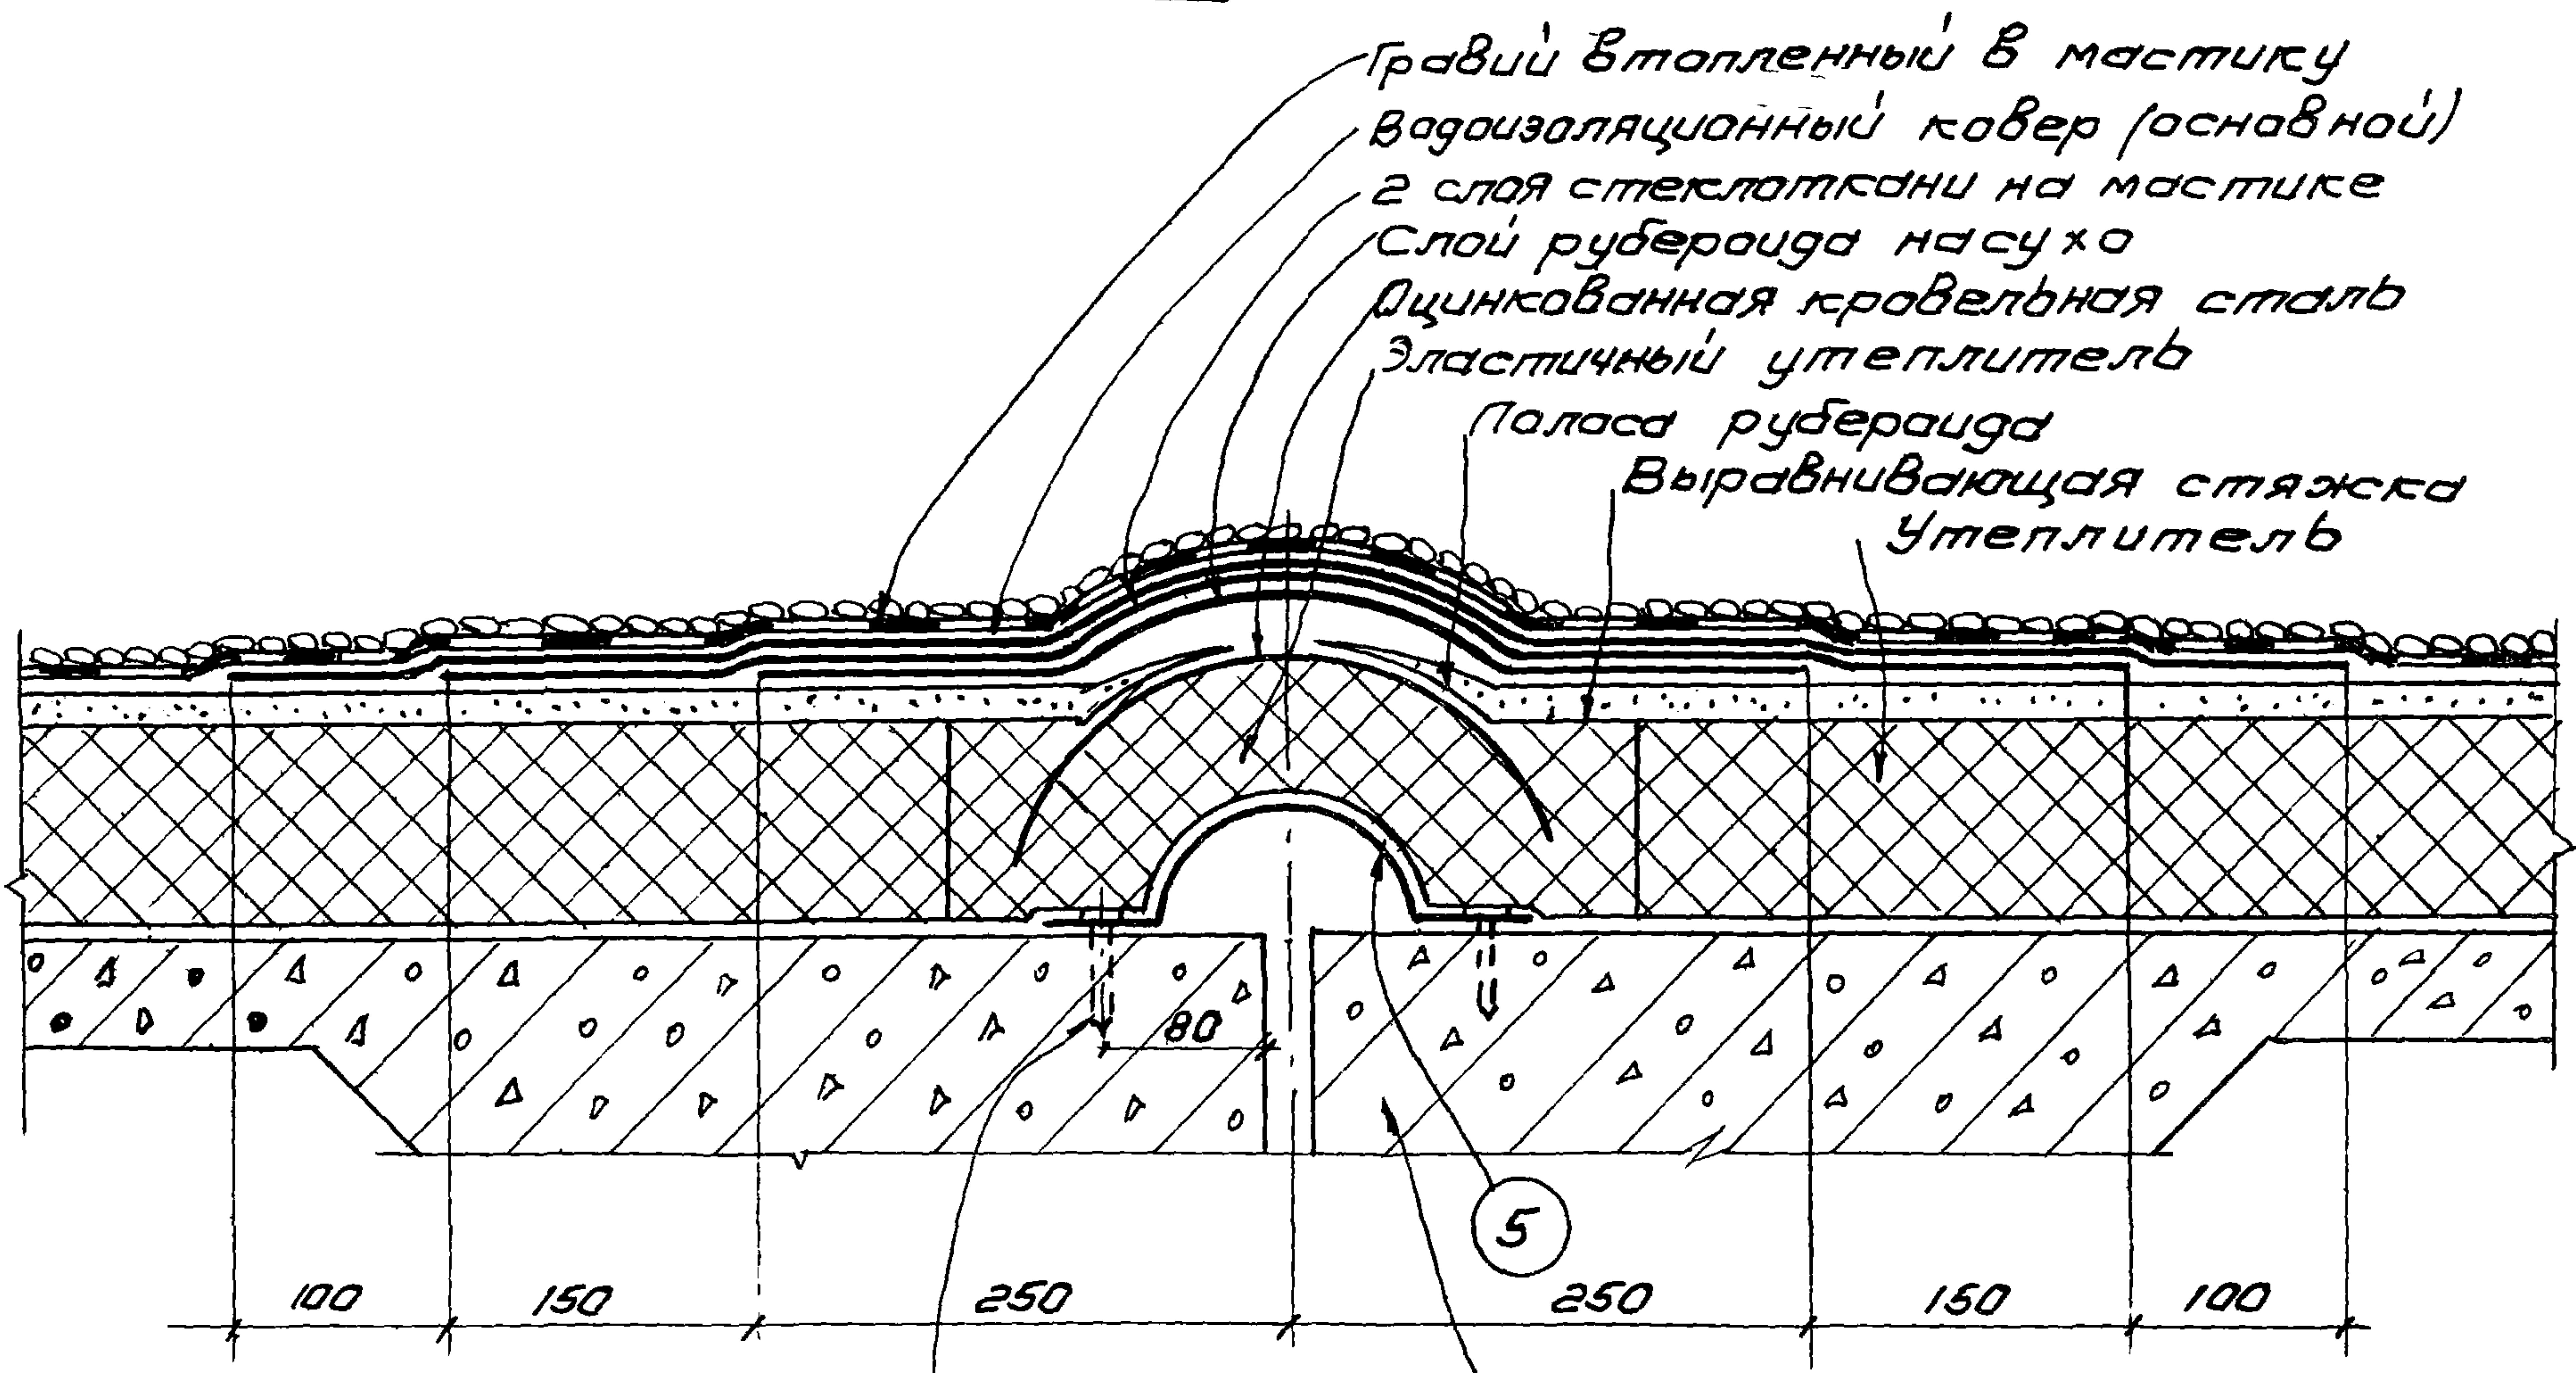 Гравий втопленный в мастику
Водоизоляционный ковер (основной)
2 слоя стеклоткани на мастике
Слой рубероида насухо
Оцинкованная кровельная сталь
Эластичный утеплитель
Полоса рубероида
Выравнивающая стяжка
Утеплитель
80
5
100 150 250 250 150 100